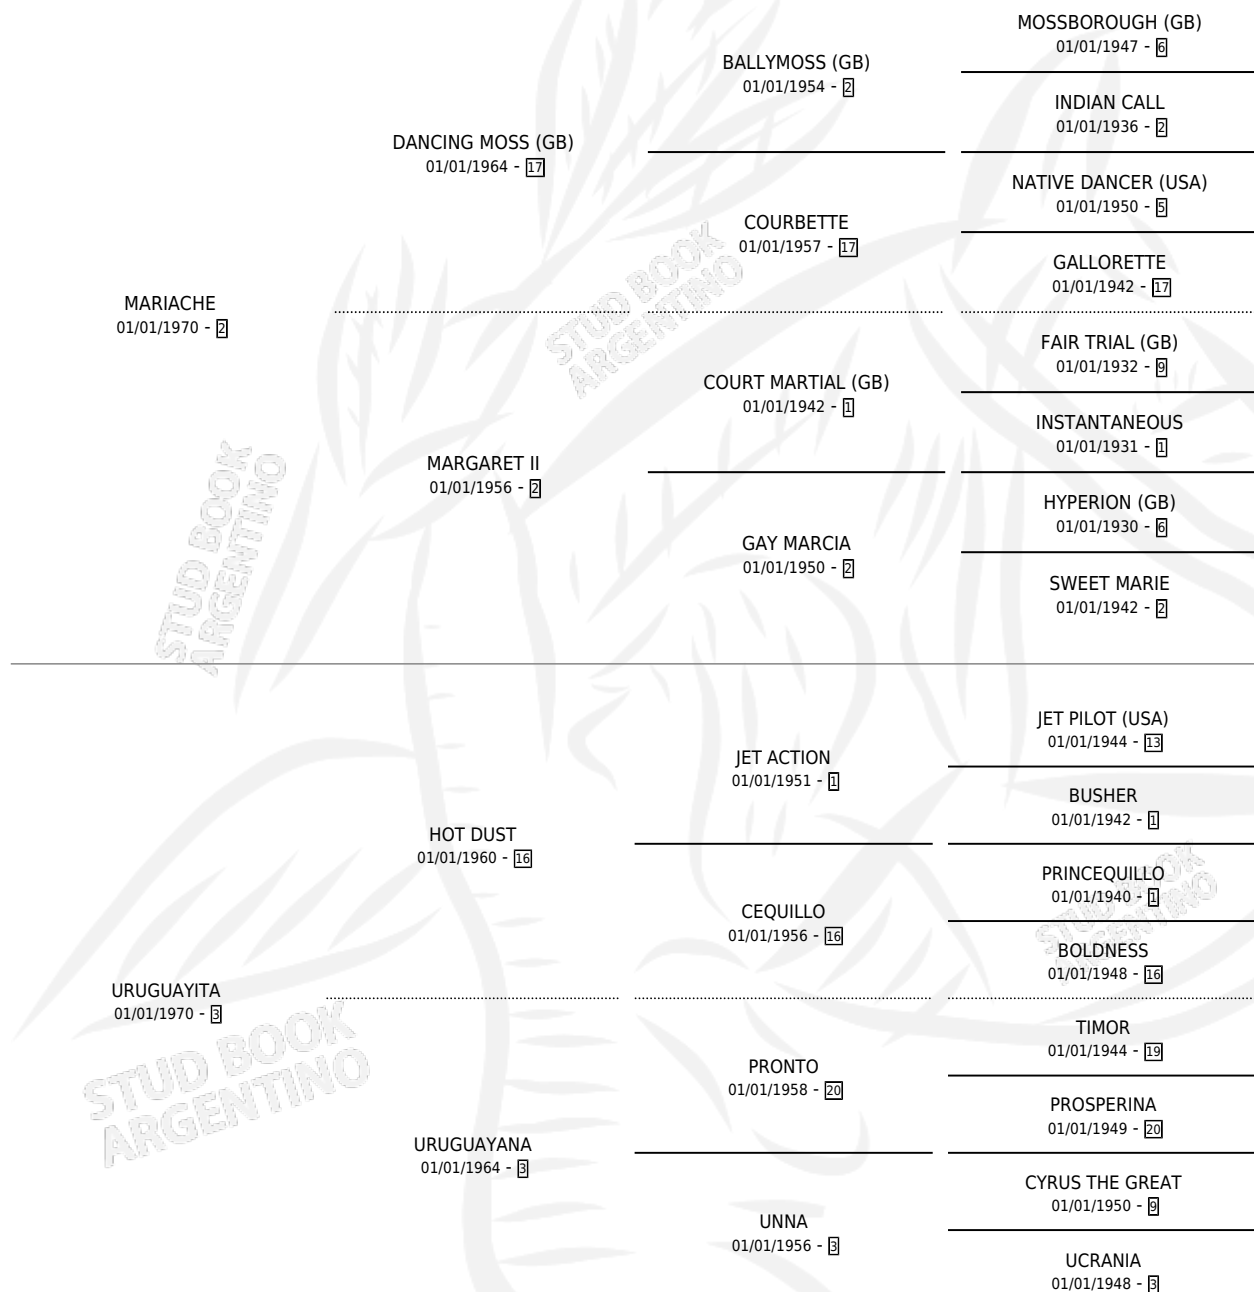 MOSSBOROUGH (GB)
01/01/1947 - 6
BALLYMOSS (GB)
01/01/1954 - 2
INDIAN CALL
01/01/1936 - 2
DANCING MOSS (GB)
01/01/1964 - 17
NATIVE DANCER (USA)
01/01/1950 - 5
COURBETTE
01/01/1957 - 17
GALLORETTE
01/01/1942 - 17
MARIACHE
01/01/1970 - 2
FAIR TRIAL (GB)
01/01/1932 - 9
COURT MARTIAL (GB)
01/01/1942 - 1
INSTANTANEOUS
01/01/1931 - 1
MARGARET II
01/01/1956 - 2
HYPERION (GB)
01/01/1930 - 6
GAY MARCIA
01/01/1950 - 2
SWEET MARIE
01/01/1942 - 2
JET PILOT (USA)
01/01/1944 - 13
JET ACTION
01/01/1951 - 1
BUSHER
01/01/1942 - 1
HOT DUST
01/01/1960 - 16
PRINCEQUILLO
01/01/1940 - 1
CEQUILLO
01/01/1956 - 16
BOLDNESS
01/01/1948 - 16
URUGUAYITA
01/01/1970 - 3
TIMOR
01/01/1944 - 19
PRONTO
01/01/1958 - 20
PROSPERINA
01/01/1949 - 20
URUGUAYANA
01/01/1964 - 3
CYRUS THE GREAT
01/01/1950 - 9
UNNA
01/01/1956 - 3
UCRANIA
01/01/1948 - 3
STUD BOOK
ARGENTINO
STUD BOOK
ARGENTINO
STUD BOOK
ARGENTINO
STUD BOOK
ARGENTINO